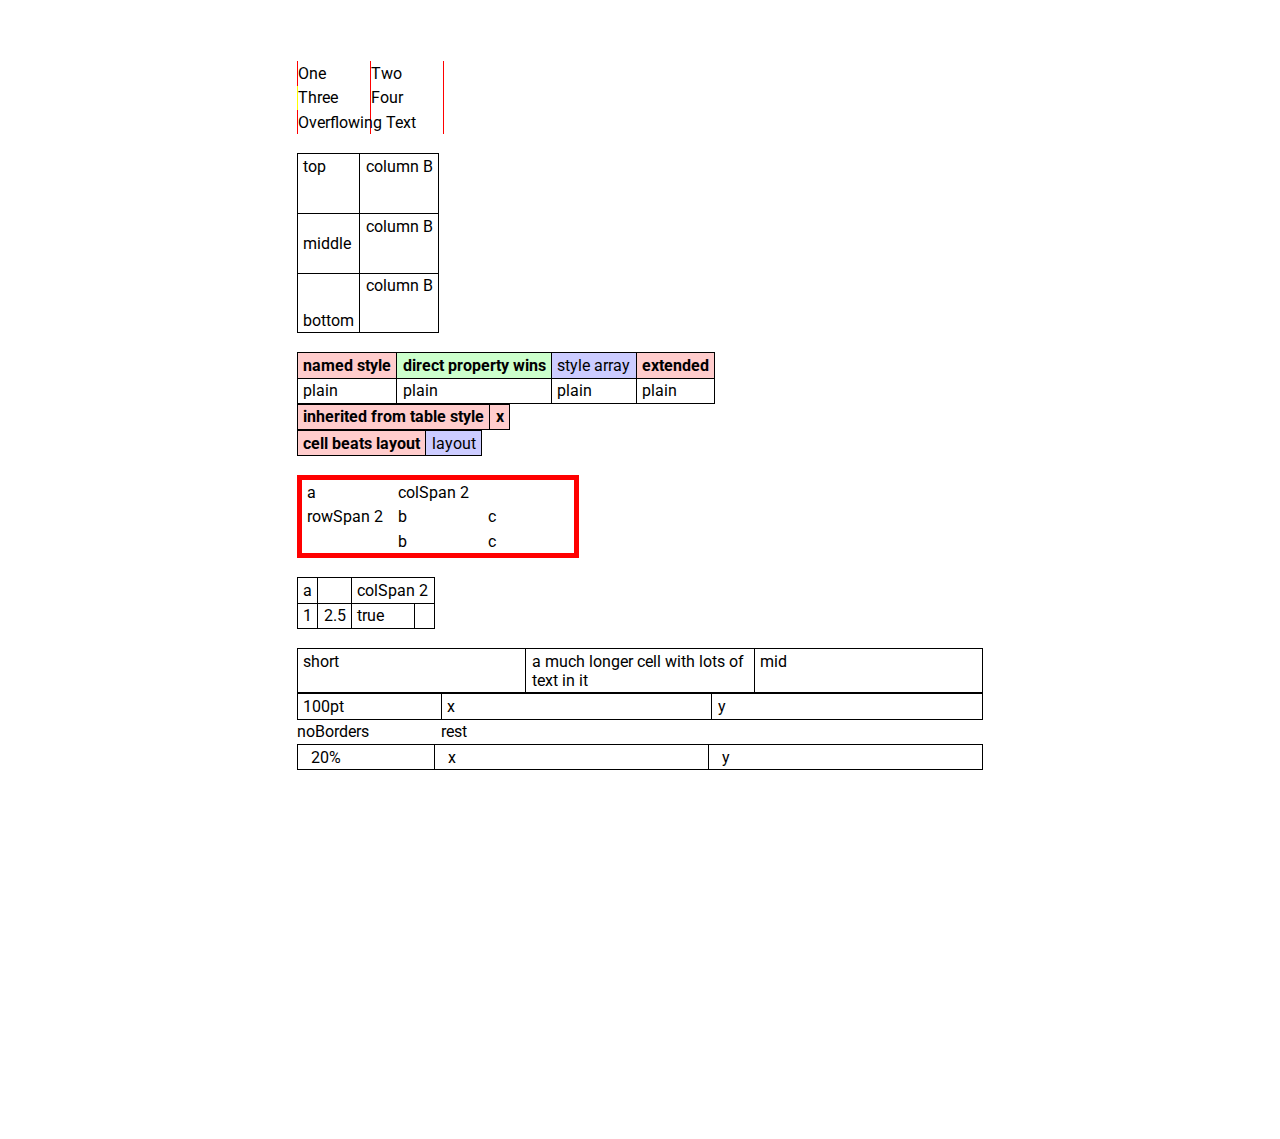 One Two
Three Four
Overflowing Text
top column B
middle column B
bottom column B
named style direct property wins style array extended
plain plain plain plain
inherited from table style x
cell beats layout layout
a colSpan 2
rowSpan 2 b c
b c
a colSpan 2
1 2.5 true
short a much longer cell with lots of mid
text in it
100pt x y
noBorders rest
20% x y